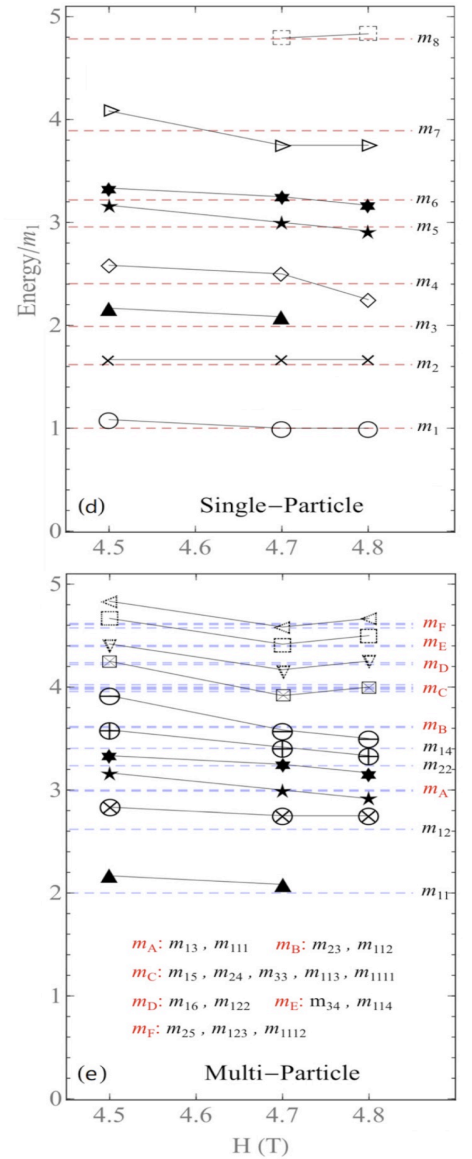 5
m8
4
m7
m6
3
m5
m4
2
m3
m2
1
m1
0
Energy/m1
(d) Single-Particle
4.5 4.6 4.7 4.8
5
mF
mE
mD
4
mC
mB
m14
m22
3
mA
m12
2
m11
mA: m13 , m111 mB: m23 , m112
mC: m15 , m24 , m33 , m113 , m1111
mD: m16 , m122 mE: m34 , m114
mF: m25 , m123 , m1112
1
(e) Multi-Particle
0
4.5 4.6 4.7 4.8
H (T)